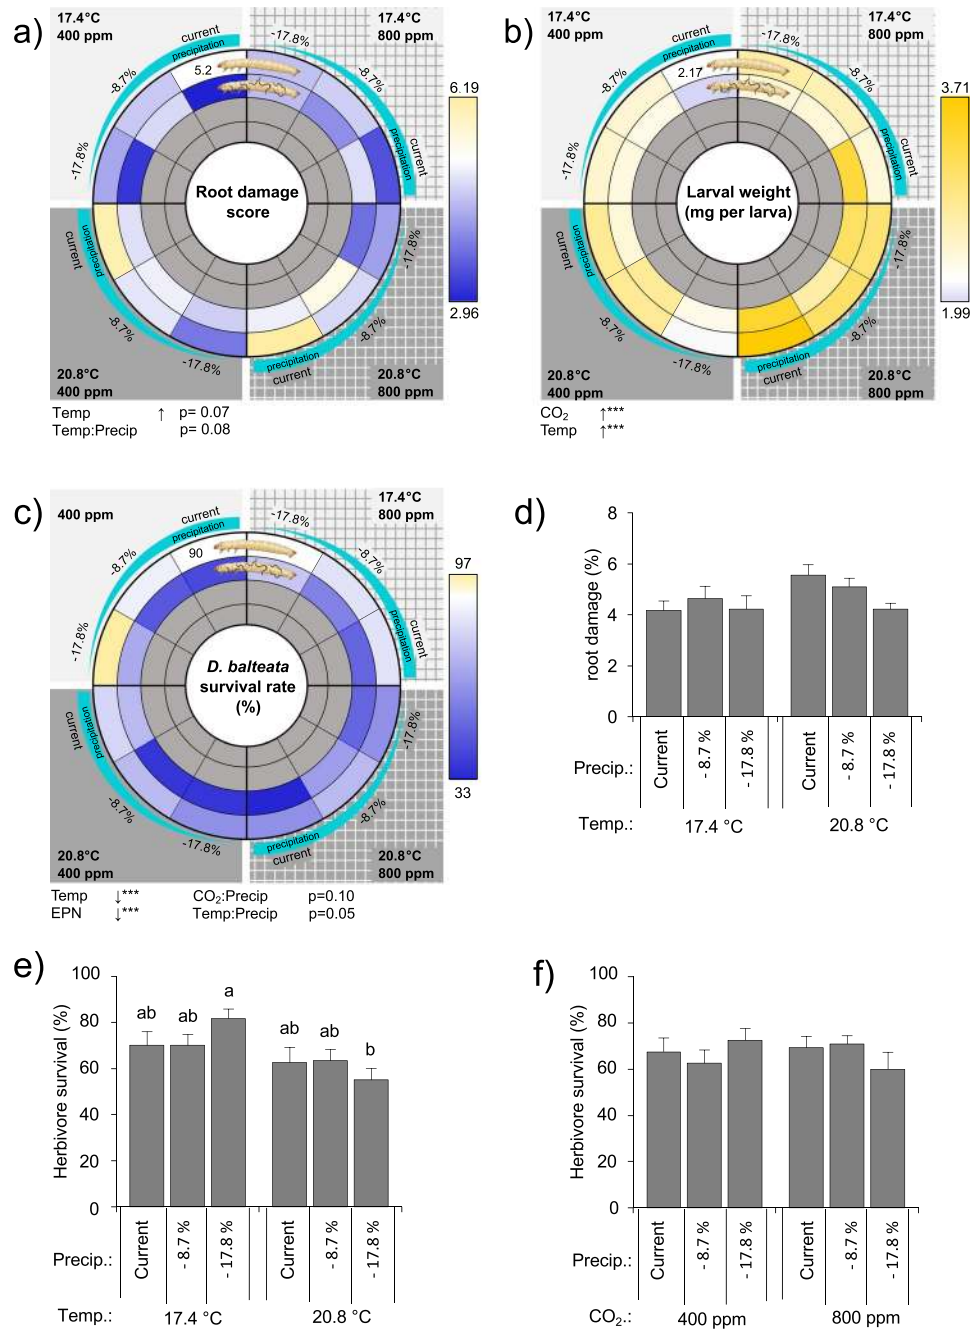 a)
17.4°C
400 ppm
17.4°C
800 ppm
current
precipitation
-8.7%
-17.8%
-17.8%
-8.7%
precipitation
current
5.2
Root damage
score
6.19
2.96
current
precipitation
-8.7%
-17.8%
-17.8%
-8.7%
precipitation
current
20.8°C
400 ppm
20.8°C
800 ppm
Temp ↑ p= 0.07
Temp:Precip p= 0.08
b)
17.4°C
400 ppm
17.4°C
800 ppm
current
precipitation
-8.7%
-17.8%
-17.8%
-8.7%
precipitation
current
2.17
Larval weight
(mg per larva)
3.71
1.99
current
precipitation
-8.7%
-17.8%
-17.8%
-8.7%
precipitation
current
20.8°C
400 ppm
20.8°C
800 ppm
CO2 ↑***
Temp ↑***
c)
400 ppm
17.4°C
800 ppm
current
precipitation
-8.7%
-17.8%
-17.8%
-8.7%
precipitation
current
90
D. balteata
survival rate
(%)
97
33
current
precipitation
-8.7%
-17.8%
-17.8%
-8.7%
precipitation
current
20.8°C
400 ppm
20.8°C
800 ppm
Temp ↓*** CO2:Precip p=0.10
EPN ↓*** Temp:Precip p=0.05
d)
root damage (%)
8
6
4
2
0
Precip.: Current - 8.7 % - 17.8 % Current - 8.7 % - 17.8 %
Temp.: 17.4 °C 20.8 °C
e)
Herbivore survival (%)
100
80
60
40
20
0
ab ab a ab ab b
Precip.: Current - 8.7 % - 17.8 % Current - 8.7 % - 17.8 %
Temp.: 17.4 °C 20.8 °C
f)
Herbivore survival (%)
100
80
60
40
20
0
Precip.: Current - 8.7 % - 17.8 % Current - 8.7 % - 17.8 %
CO2.: 400 ppm 800 ppm